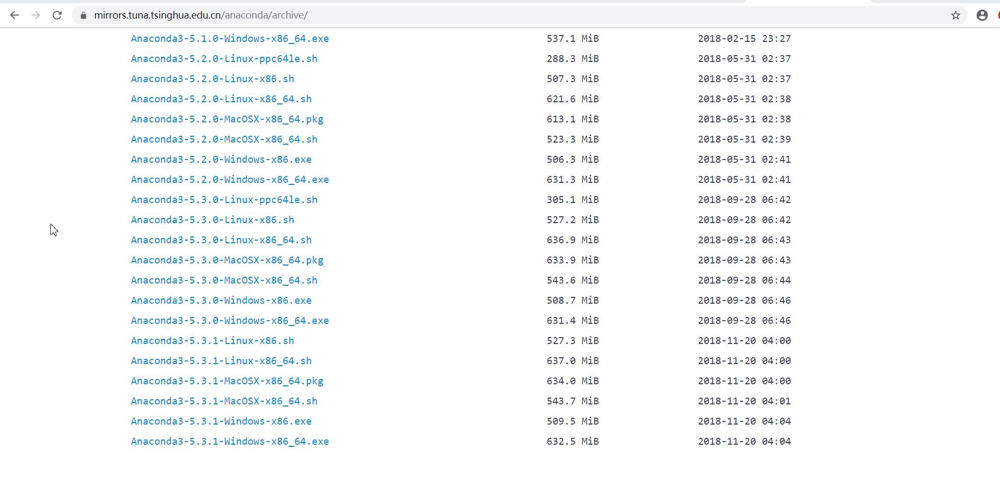 mirrors.tuna.tsinghua.edu.cn/anaconda/archive/
Anaconda3-5.1.0-Windows-x86_64.exe 537.1 MiB 2018-02-15 23:27
Anaconda3-5.2.0-Linux-ppc64le.sh 288.3 MiB 2018-05-31 02:37
Anaconda3-5.2.0-Linux-x86.sh 507.3 MiB 2018-05-31 02:37
Anaconda3-5.2.0-Linux-x86_64.sh 621.6 MiB 2018-05-31 02:38
Anaconda3-5.2.0-MacOSX-x86_64.pkg 613.1 MiB 2018-05-31 02:38
Anaconda3-5.2.0-MacOSX-x86_64.sh 523.3 MiB 2018-05-31 02:39
Anaconda3-5.2.0-Windows-x86.exe 506.3 MiB 2018-05-31 02:41
Anaconda3-5.2.0-Windows-x86_64.exe 631.3 MiB 2018-05-31 02:41
Anaconda3-5.3.0-Linux-ppc64le.sh 305.1 MiB 2018-09-28 06:42
Anaconda3-5.3.0-Linux-x86.sh 527.2 MiB 2018-09-28 06:42
Anaconda3-5.3.0-Linux-x86_64.sh 636.9 MiB 2018-09-28 06:43
Anaconda3-5.3.0-MacOSX-x86_64.pkg 633.9 MiB 2018-09-28 06:43
Anaconda3-5.3.0-MacOSX-x86_64.sh 543.6 MiB 2018-09-28 06:44
Anaconda3-5.3.0-Windows-x86.exe 508.7 MiB 2018-09-28 06:46
Anaconda3-5.3.0-Windows-x86_64.exe 631.4 MiB 2018-09-28 06:46
Anaconda3-5.3.1-Linux-x86.sh 527.3 MiB 2018-11-20 04:00
Anaconda3-5.3.1-Linux-x86_64.sh 637.0 MiB 2018-11-20 04:00
Anaconda3-5.3.1-MacOSX-x86_64.pkg 634.0 MiB 2018-11-20 04:00
Anaconda3-5.3.1-MacOSX-x86_64.sh 543.7 MiB 2018-11-20 04:01
Anaconda3-5.3.1-Windows-x86.exe 509.5 MiB 2018-11-20 04:04
Anaconda3-5.3.1-Windows-x86_64.exe 632.5 MiB 2018-11-20 04:04